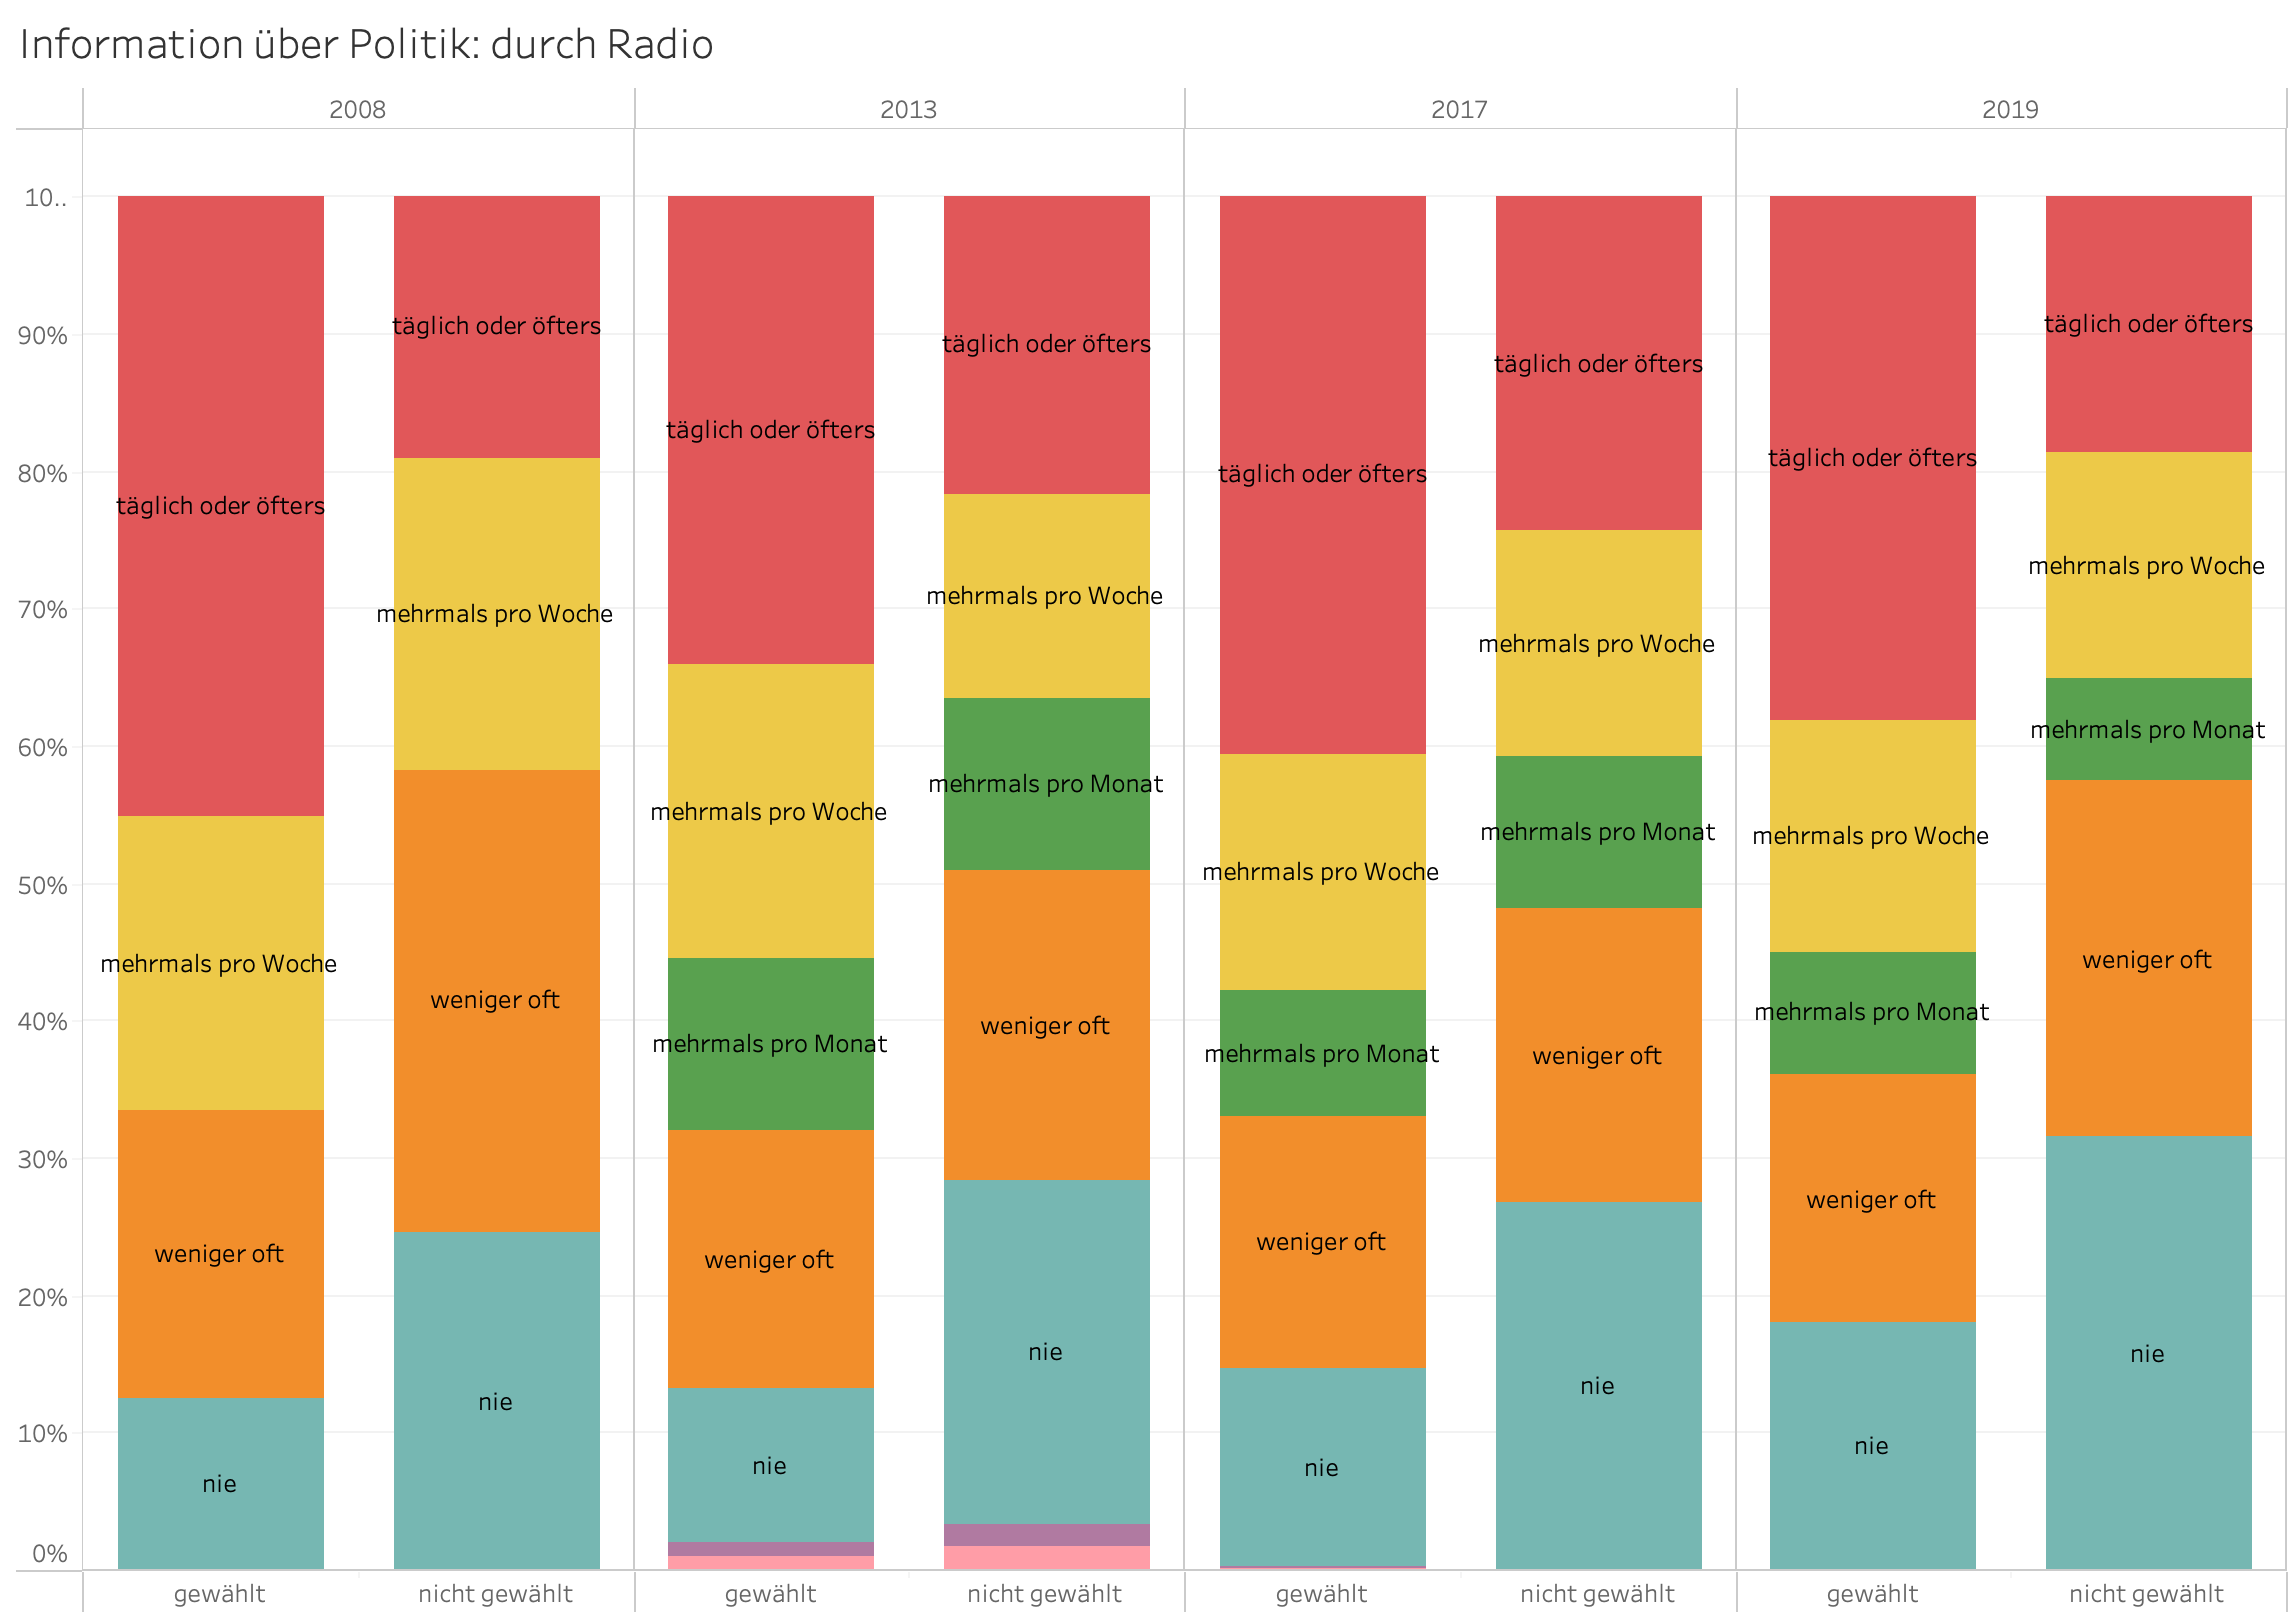 Information über Politik: durch Radio
2008 2013 2017 2019
10..
90%
80%
70%
60%
50%
40%
30%
20%
10%
0%
täglich oder öfters
mehrmals pro Woche
weniger oft
nie
täglich oder öfters
mehrmals pro Woche
weniger oft
nie
täglich oder öfters
mehrmals pro Woche
mehrmals pro Monat
weniger oft
nie
täglich oder öfters
mehrmals pro Woche
mehrmals pro Monat
weniger oft
nie
täglich oder öfters
mehrmals pro Woche
mehrmals pro Monat
weniger oft
nie
täglich oder öfters
mehrmals pro Woche
mehrmals pro Monat
weniger oft
nie
täglich oder öfters
mehrmals pro Woche
mehrmals pro Monat
weniger oft
nie
täglich oder öfters
mehrmals pro Woche
mehrmals pro Monat
weniger oft
nie
gewählt nicht gewählt gewählt nicht gewählt gewählt nicht gewählt gewählt nicht gewählt